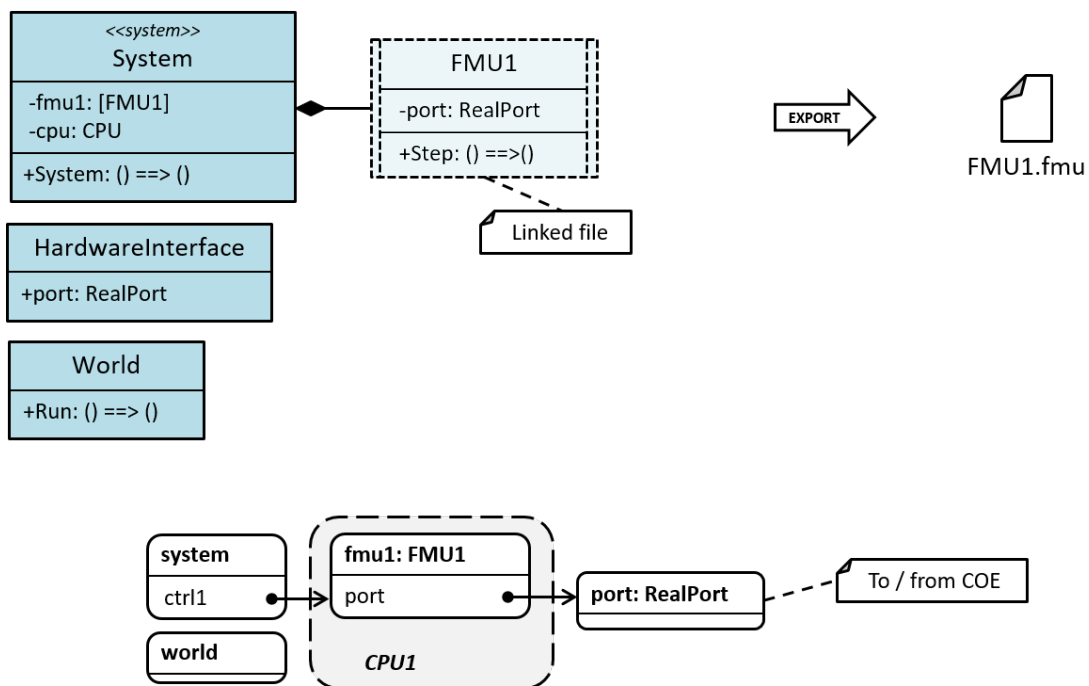 <<system>>
System
-fmu1: [FMU1]
-cpu: CPU
+System: () ==> ()
FMU1
-port: RealPort
+Step: () ==>()
Linked file
EXPORT
FMU1.fmu
HardwareInterface
+port: RealPort
World
+Run: () ==> ()
system
ctrl1
world
fmu1: FMU1
port
CPU1
port: RealPort
To / from COE